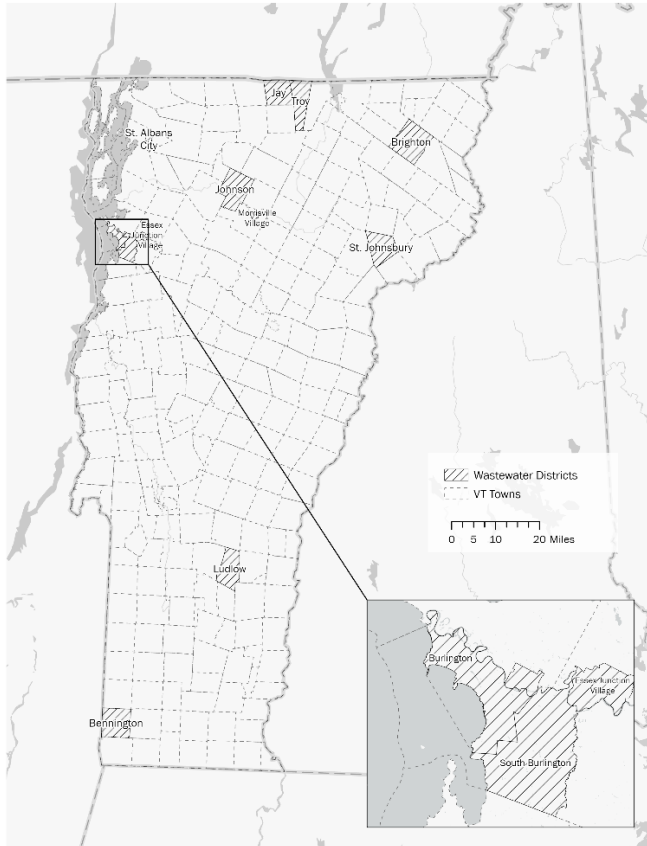 Jay
Troy
St. Albans
City
Brighton
Johnson
Morrisville
Village
Essex
Junction
Village
St. Johnsbury
Wastewater Districts
VT Towns
0 5 10 20 Miles
Ludlow
Burlington
Essex Junction
Village
South Burlington
Bennington